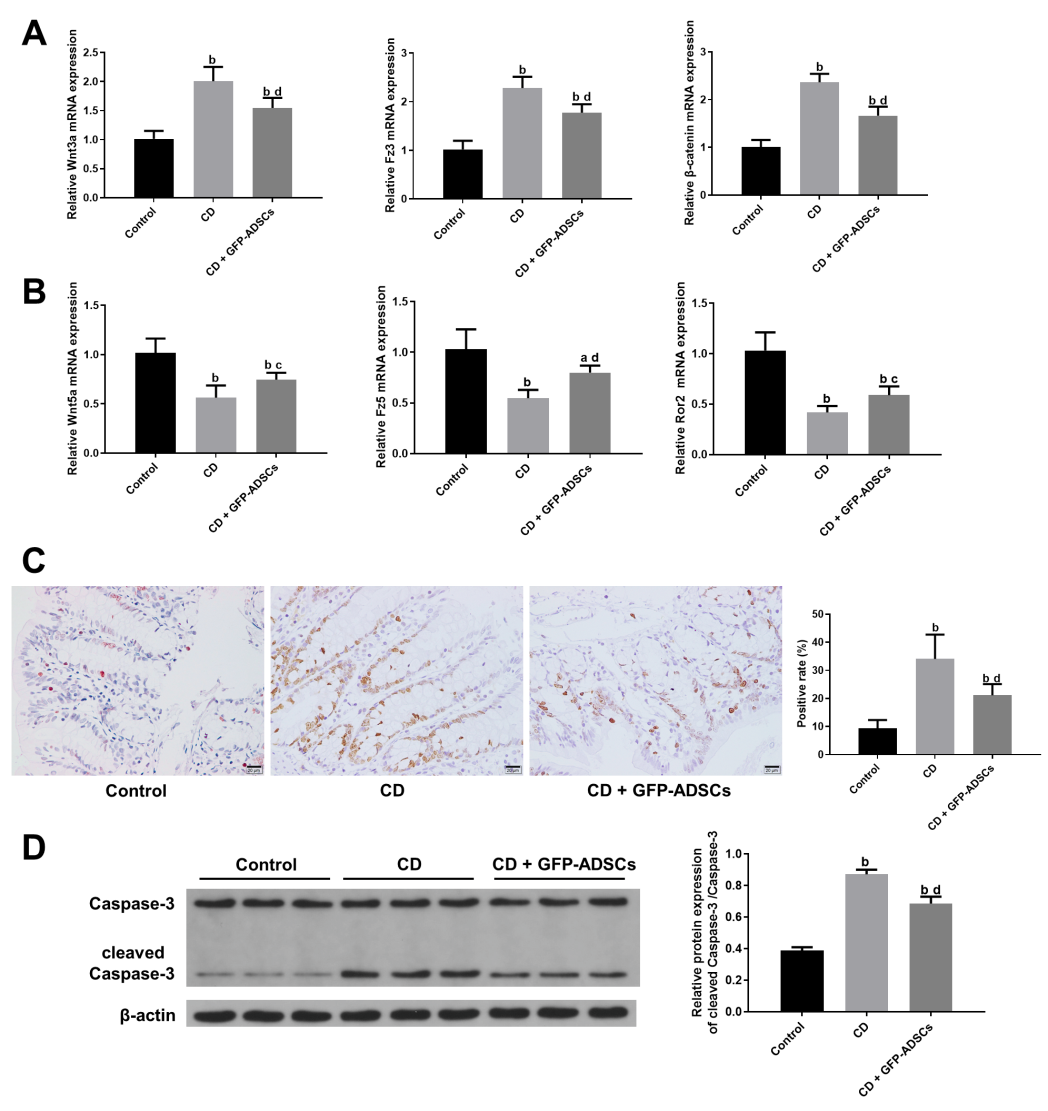 A
Relative Wnt3a mRNA expression
2.5
2.0
1.5
1.0
0.5
0.0
b
b d
Control
CD
CD + GFP-ADSCs
Relative Fz3 mRNA expression
3
2
1
0
b
b d
Control
CD
CD + GFP-ADSCs
Relative β-catenin mRNA expression
3
2
1
0
b
b d
Control
CD
CD + GFP-ADSCs
B
Relative Wnt5a mRNA expression
1.5
1.0
0.5
0.0
b
b c
Control
CD
CD + GFP-ADSCs
Relative Fz5 mRNA expression
1.5
1.0
0.5
0.0
b
a d
Control
CD
CD + GFP-ADSCs
Relative Ror2 mRNA expression
1.5
1.0
0.5
0.0
b
b c
Control
CD
CD + GFP-ADSCs
C
20 μm
20 μm
20 μm
Control
CD
CD + GFP-ADSCs
Positive rate (%)
50
40
30
20
10
0
b
b d
Control
CD
CD + GFP-ADSCs
D
Control
CD
CD + GFP-ADSCs
Caspase-3
cleaved
Caspase-3
β-actin
Relative protein expression
of cleaved Caspase-3 /Caspase-3
1.0
0.8
0.6
0.4
0.2
0.0
b
b d
Control
CD
CD + GFP-ADSCs